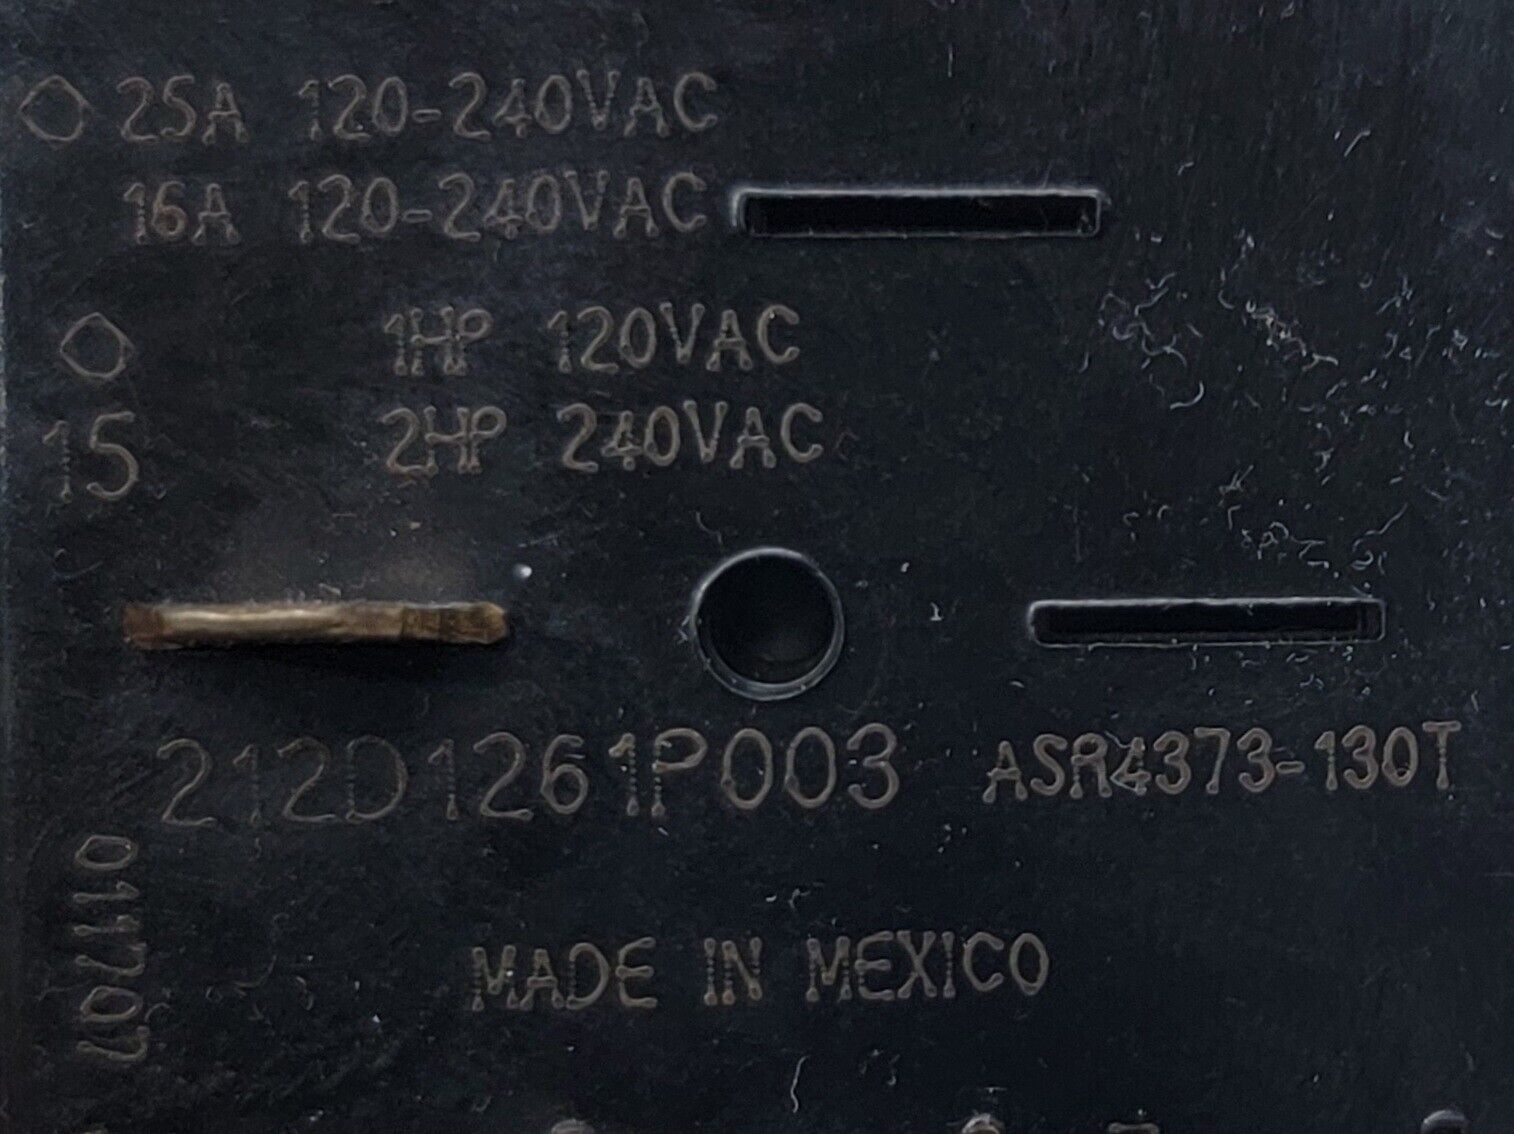 25A 120-240VAC
16A 120-240VAC
1HP 120VAC
15 2HP 240VAC
212D1261P003 ASR4373-130T
011707
MADE IN MEXICO